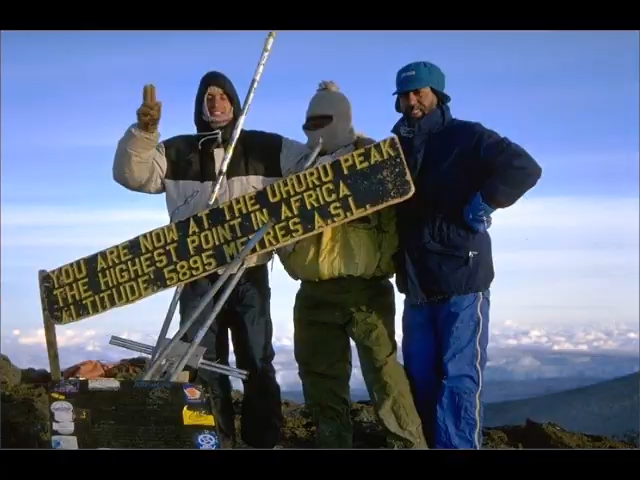 YOU ARE NOW AT THE UHURU PEAK
THE HIGHEST POINT IN AFRICA
ALTITUDE 5895 METRES A.S.L.